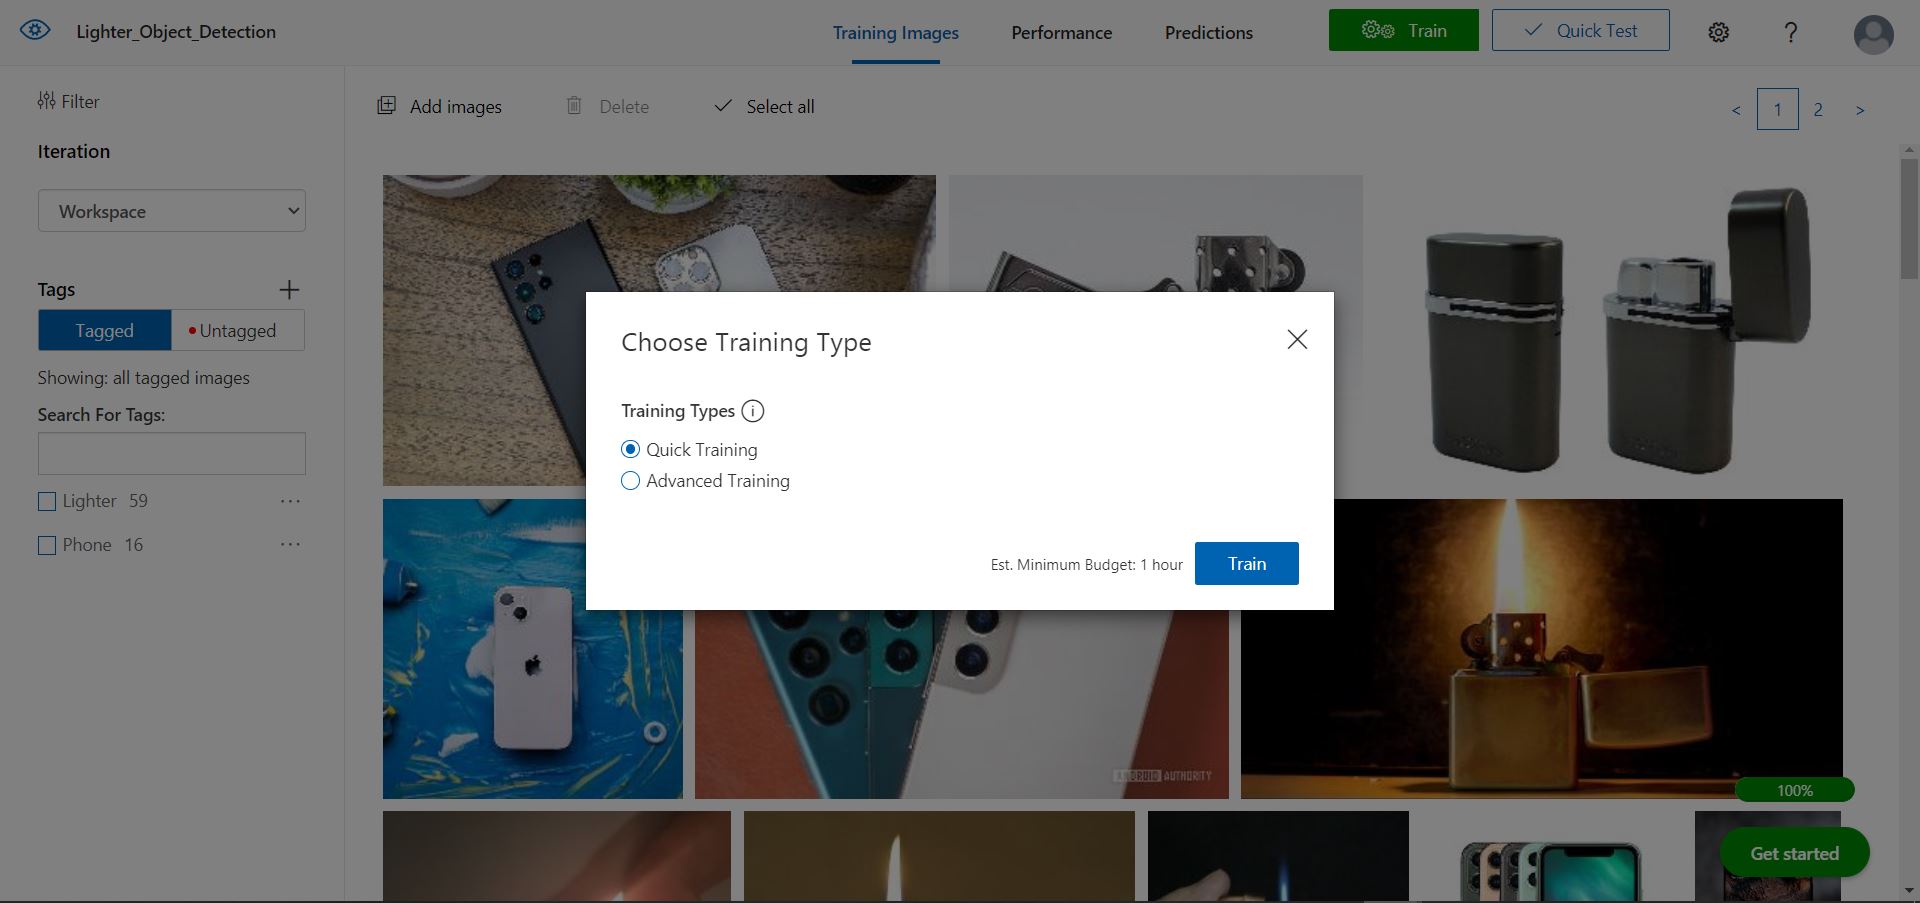 Lighter_Object_Detection
Training Images
Performance
Predictions
Train
Quick Test
?
Filter
Add images
Delete
Select all
<
1
2
>
Iteration
Workspace
Tags
Tagged
Untagged
Showing: all tagged images
Search For Tags:
Lighter 59
Phone 16
Choose Training Type
Training Types
Quick Training
Advanced Training
Est. Minimum Budget: 1 hour
Train
ANDROID AUTHORITY
100%
Get started